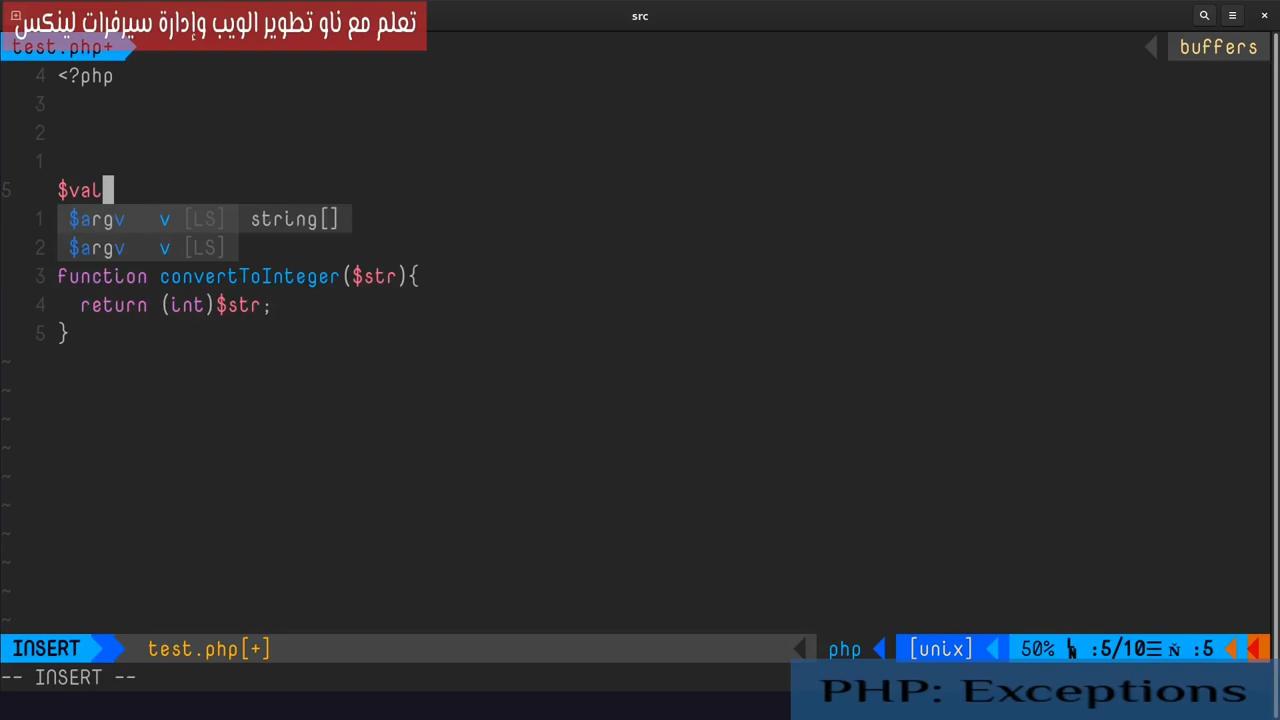 src
تعلم مع ناو تطوير الويب وإدارة سيرفرات لينكس
test.php+
buffers
4 <?php
3
2
1
5 $val
1 $argv v [LS] string[]
2 $argv v [LS]
3 function convertToInteger($str){
4 return (int)$str;
5 }
~
~
~
~
~
~
~
~
~
~
INSERT test.php[+] php [unix] 50% :5/10☰ :5
-- INSERT --
PHP: Exceptions